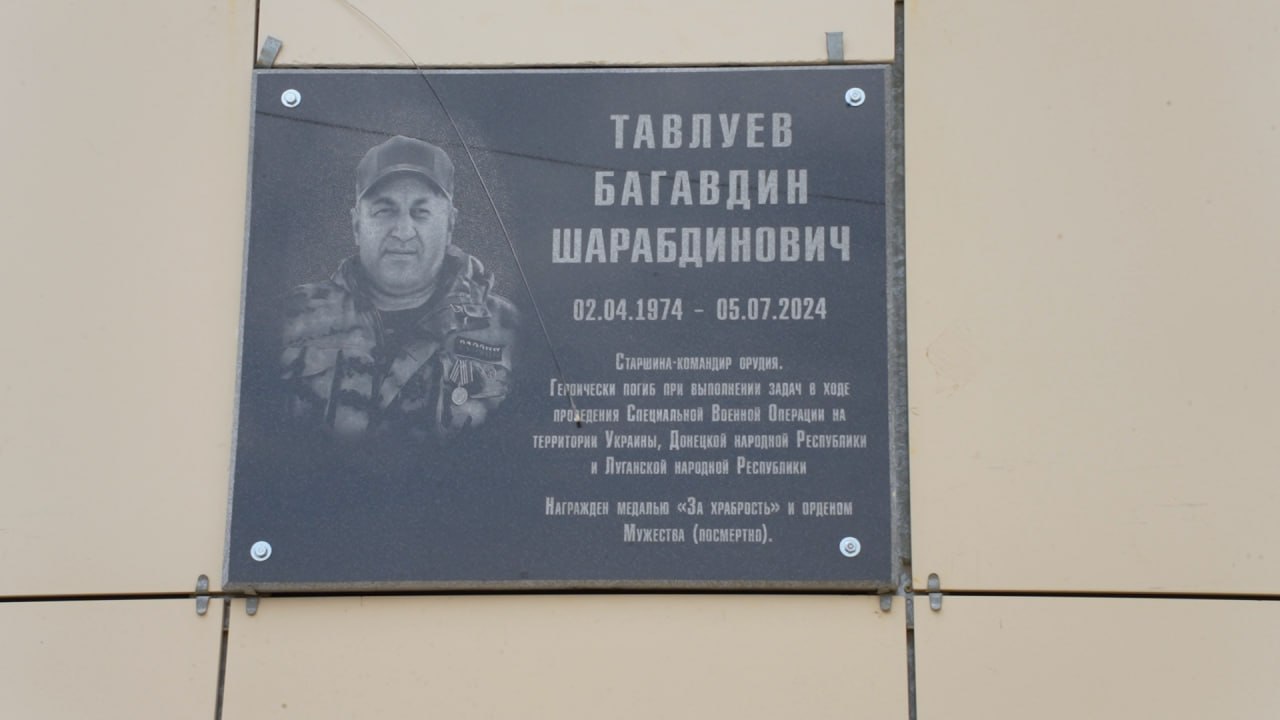 ТАВЛУЕВ
БАГАВДИН
ШАРАБДИНОВИЧ
02.04.1974 - 05.07.2024
Старшина-командир орудия.
Героически погиб при выполнении задач в ходе
проведения Специальной Военной Операции на
территории Украины, Донецкой народной Республики
и Луганской народной Республики
Награжден медалью «За храбрость» и орденом
Мужества (посмертно).